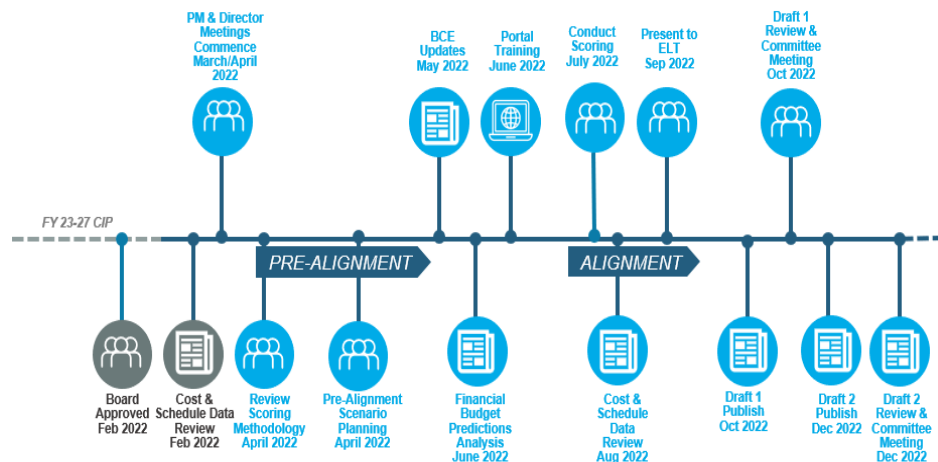 PM & Director
Meetings
Commence
March/April
2022
BCE
Updates
May 2022
Portal
Training
June 2022
Conduct
Scoring
July 2022
Present to
ELT
Sep 2022
Draft 1
Review &
Committee
Meeting
Oct 2022
FY 23-27 CIP
PRE-ALIGNMENT
ALIGNMENT
Board
Approved
Feb 2022
Cost &
Schedule Data
Review
Feb 2022
Review
Scoring
Methodology
April 2022
Pre-Alignment
Scenario
Planning
April 2022
Financial
Budget
Predictions
Analysis
June 2022
Cost &
Schedule
Data
Review
Aug 2022
Draft 1
Publish
Oct 2022
Draft 2
Publish
Dec 2022
Draft 2
Review &
Committee
Meeting
Dec 2022